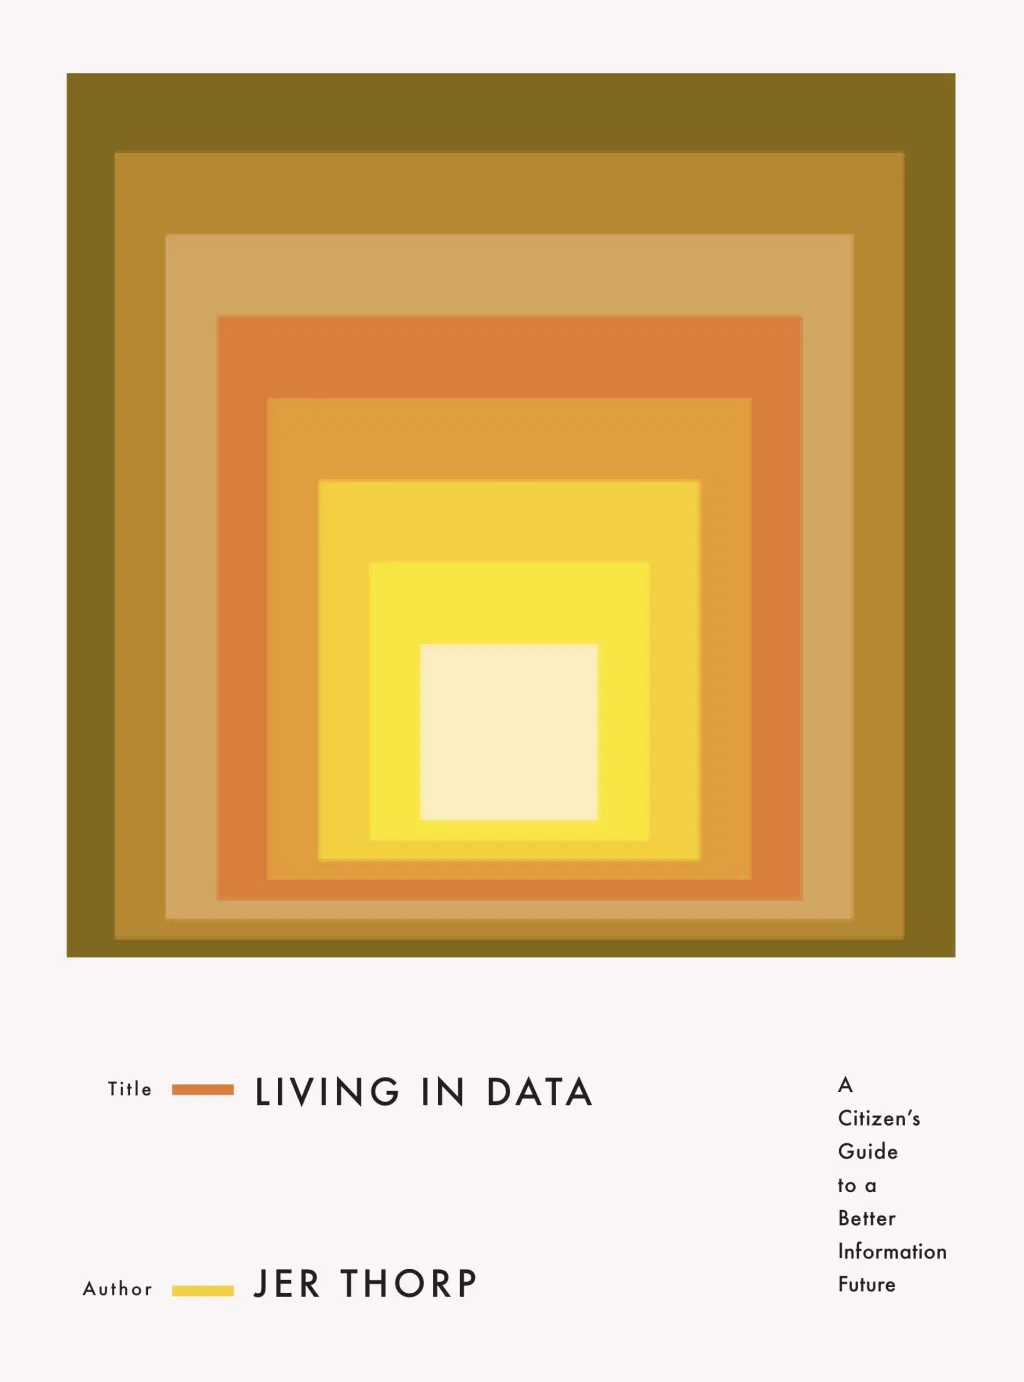 Title
LIVING IN DATA
A
Citizen’s
Guide
to a
Better
Information
Future
Author
JER THORP